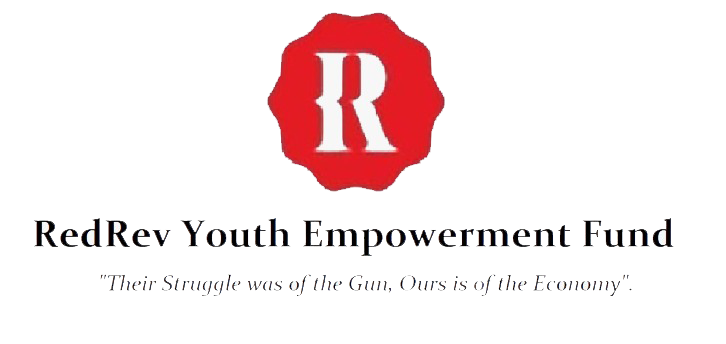 R
RedRev Youth Empowerment Fund
"Their Struggle was of the Gun, Ours is of the Economy".